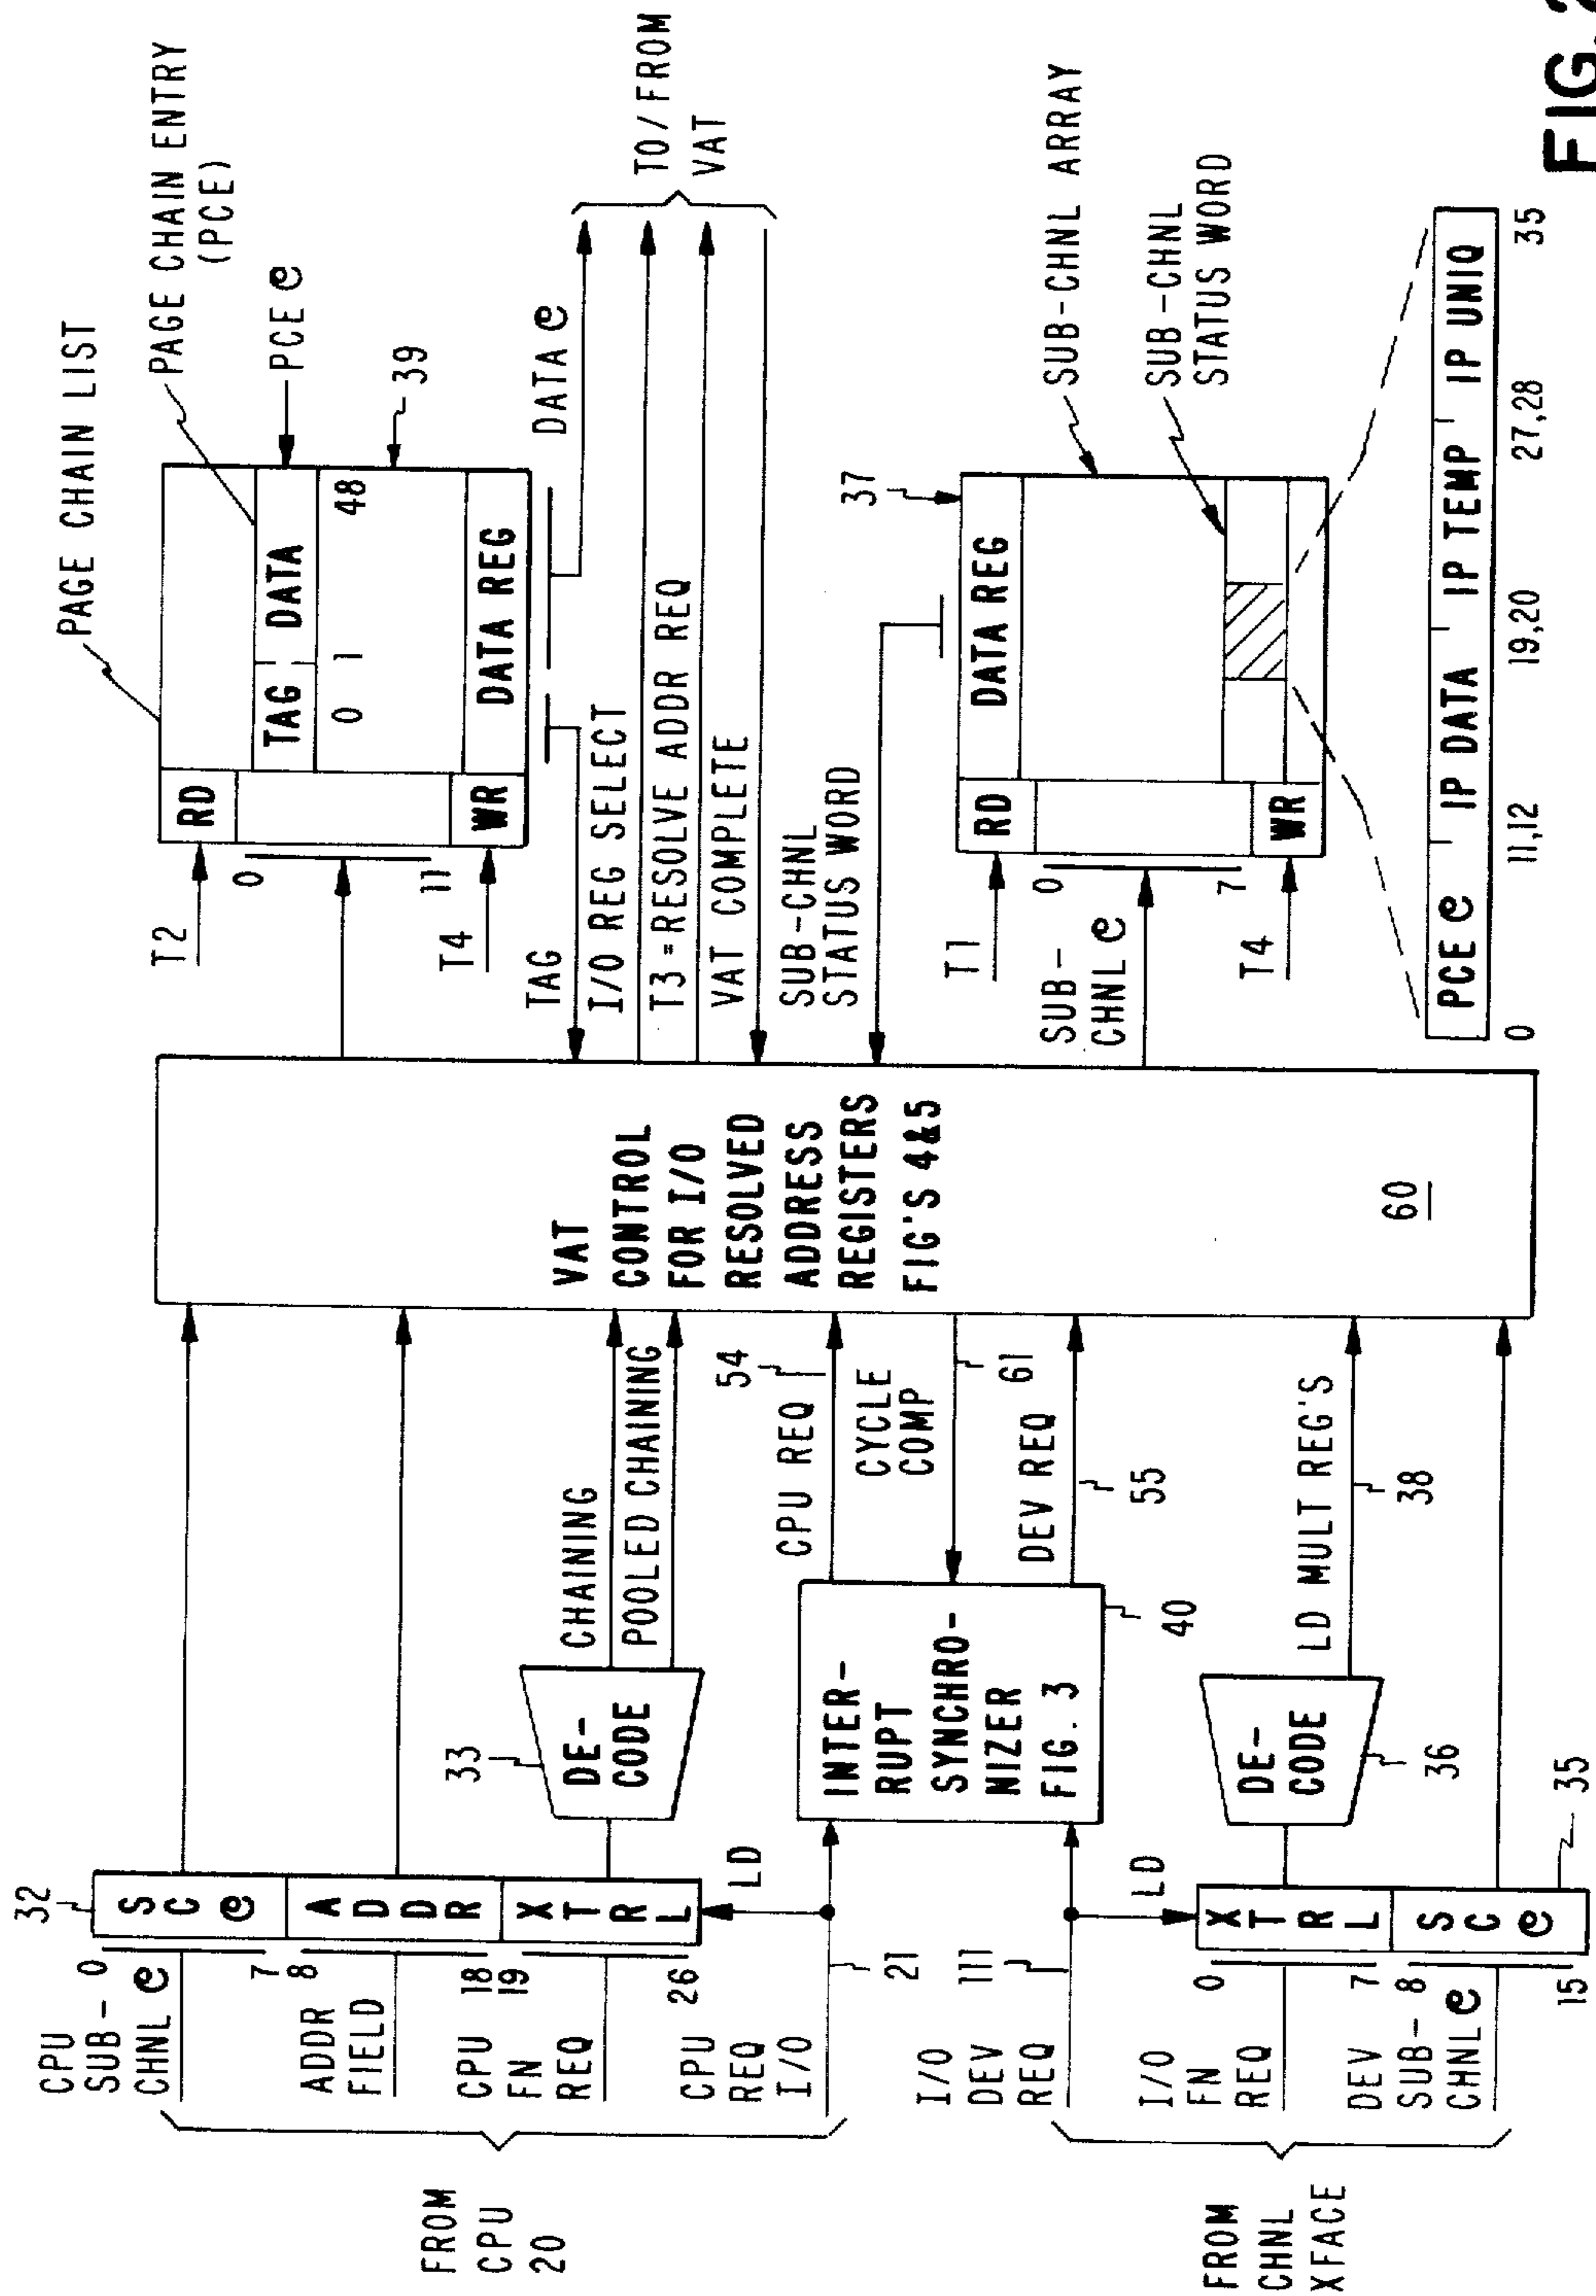 CPU
SUB-
CHNL @
ADDR
FIELD
CPU
FN
REQ
CPU
REQ
I/O
FROM
CPU
20
I/O
DEV
REQ
I/O
FN
REQ
DEV
SUB-
CHNL @
FROM
CHNL
XFACE
32
0
7
8
18
19
26
SC @
ADDR
XTRL
LD
21
111
LD
0
7
8
15
XTRL
SC @
35
33
DE-
CODE
CHAINING
POOLED CHAINING
INTER-
RUPT
SYNCHRO-
NIZER
FIG. 3
40
CPU REQ
54
CYCLE
COMP
61
DEV REQ
55
DE-
CODE
36
LD MULT REG'S
38
VAT
CONTROL
FOR I/O
RESOLVED
ADDRESS
REGISTERS
FIG'S 4&5
60
PAGE CHAIN LIST
PAGE CHAIN ENTRY
(PCE)
PCE @
39
T2
RD
0
11
T4
WR
TAG
DATA
0
1
48
DATA REG
DATA @
TAG
I/O REG SELECT
T3=RESOLVE ADDR REQ
VAT COMPLETE
TO/FROM
VAT
SUB-CHNL
STATUS WORD
37
SUB-CHNL ARRAY
SUB-CHNL
STATUS WORD
T1
RD
DATA REG
0
7
SUB-
CHNL @
T4
WR
PCE @
IP DATA
IP TEMP
IP UNIQ
0
11,12
19,20
27,28
35